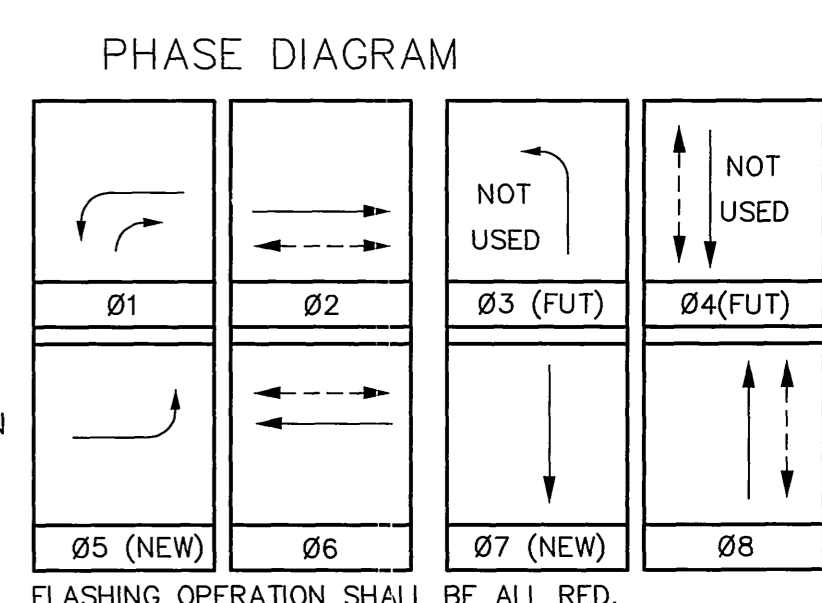 PHASE DIAGRAM
NOT
USED
NOT
USED
Ø1
Ø2
Ø3 (FUT)
Ø4(FUT)
Ø5 (NEW)
Ø6
Ø7 (NEW)
Ø8
FLASHING OPERATION SHALL BE ALL RED.